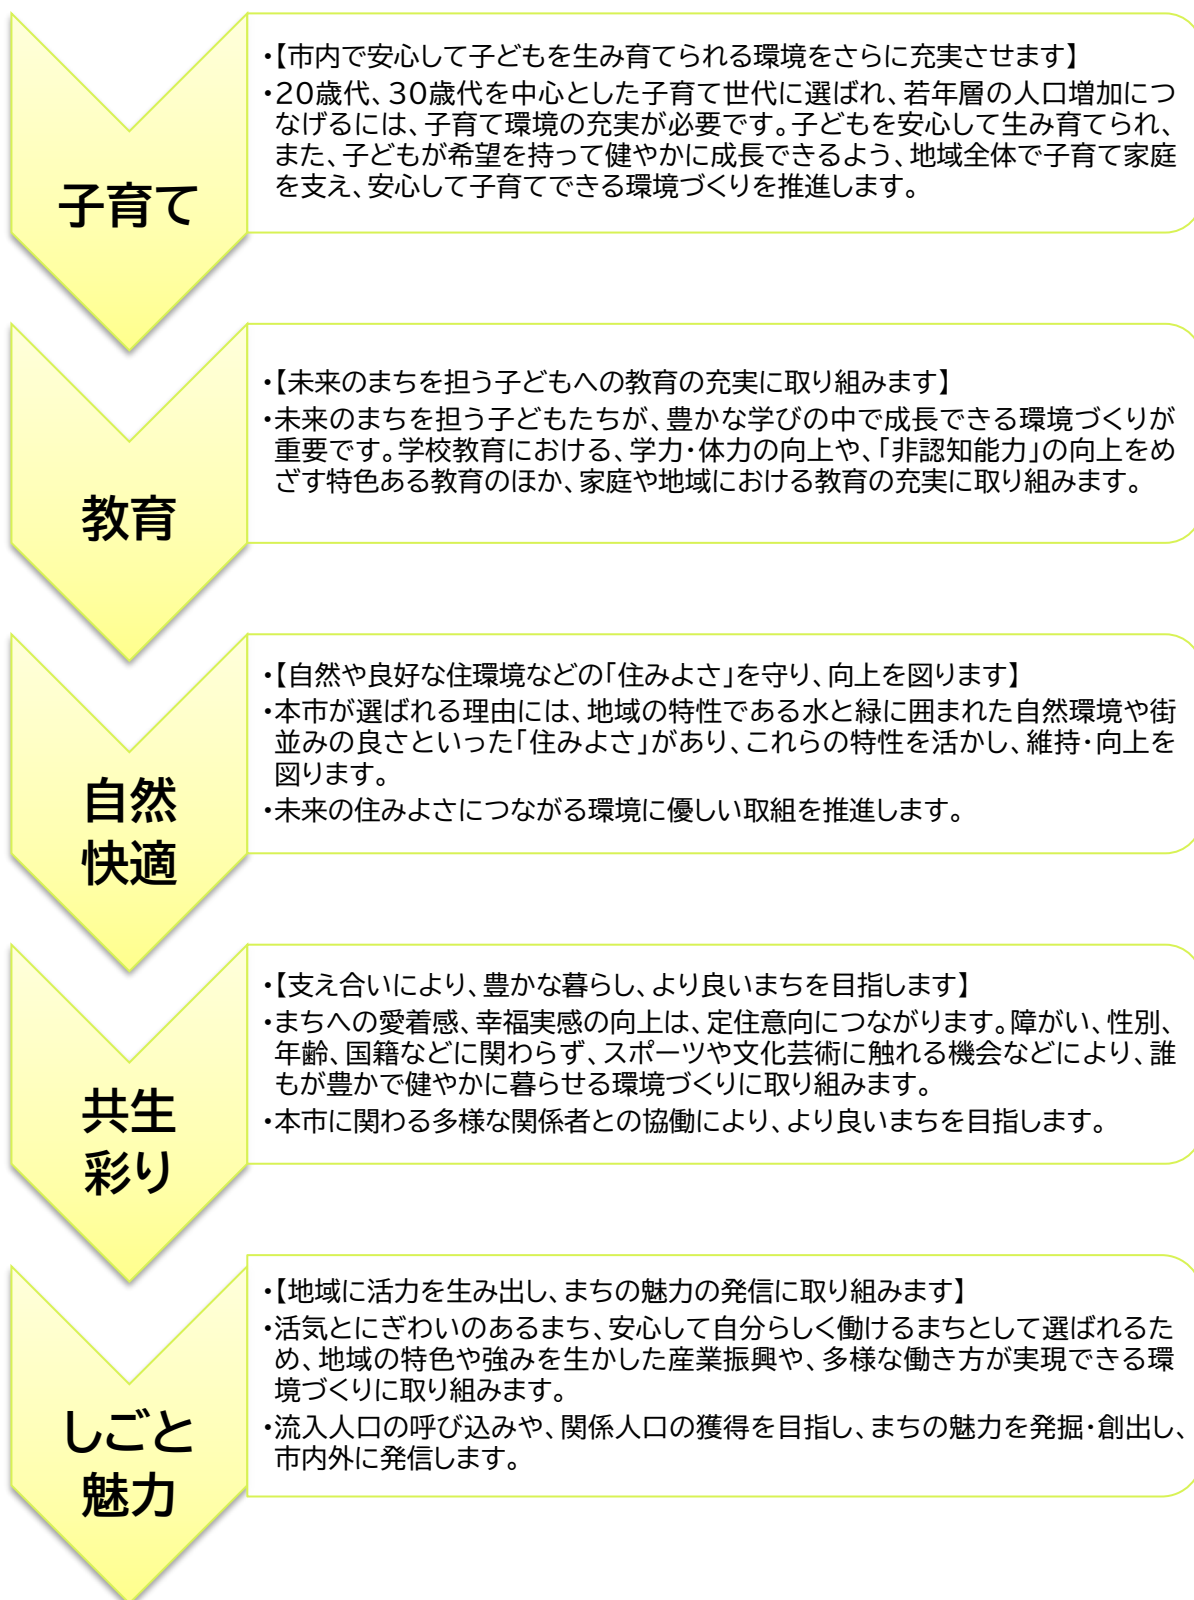 子育て
・【市内で安心して子どもを生み育てられる環境をさらに充実させます】
・20歳代、30歳代を中心とした子育て世代に選ばれ、若年層の人口増加につ
なげるには、子育て環境の充実が必要です。子どもを安心して生み育てられ、
また、子どもが希望を持って健やかに成長できるよう、地域全体で子育て家庭
を支え、安心して子育てできる環境づくりを推進します。
教育
・【未来のまちを担う子どもへの教育の充実に取り組みます】
・未来のまちを担う子どもたちが、豊かな学びの中で成長できる環境づくりが
重要です。学校教育における、学力・体力の向上や、「非認知能力」の向上をめ
ざす特色ある教育のほか、家庭や地域における教育の充実に取り組みます。
自然
快適
・【自然や良好な住環境などの「住みよさ」を守り、向上を図ります】
・本市が選ばれる理由には、地域の特性である水と緑に囲まれた自然環境や街
並みの良さといった「住みよさ」があり、これらの特性を活かし、維持・向上を
図ります。
・未来の住みよさにつながる環境に優しい取組を推進します。
共生
彩り
・【支え合いにより、豊かな暮らし、より良いまちを目指します】
・まちへの愛着感、幸福実感の向上は、定住意向につながります。障がい、性別、
年齢、国籍などに関わらず、スポーツや文化芸術に触れる機会などにより、誰
もが豊かで健やかに暮らせる環境づくりに取り組みます。
・本市に関わる多様な関係者との協働により、より良いまちを目指します。
しごと
魅力
・【地域に活力を生み出し、まちの魅力の発信に取り組みます】
・活気とにぎわいのあるまち、安心して自分らしく働けるまちとして選ばれるた
め、地域の特色や強みを生かした産業振興や、多様な働き方が実現できる環
境づくりに取り組みます。
・流入人口の呼び込みや、関係人口の獲得を目指し、まちの魅力を発掘・創出し、
市内外に発信します。